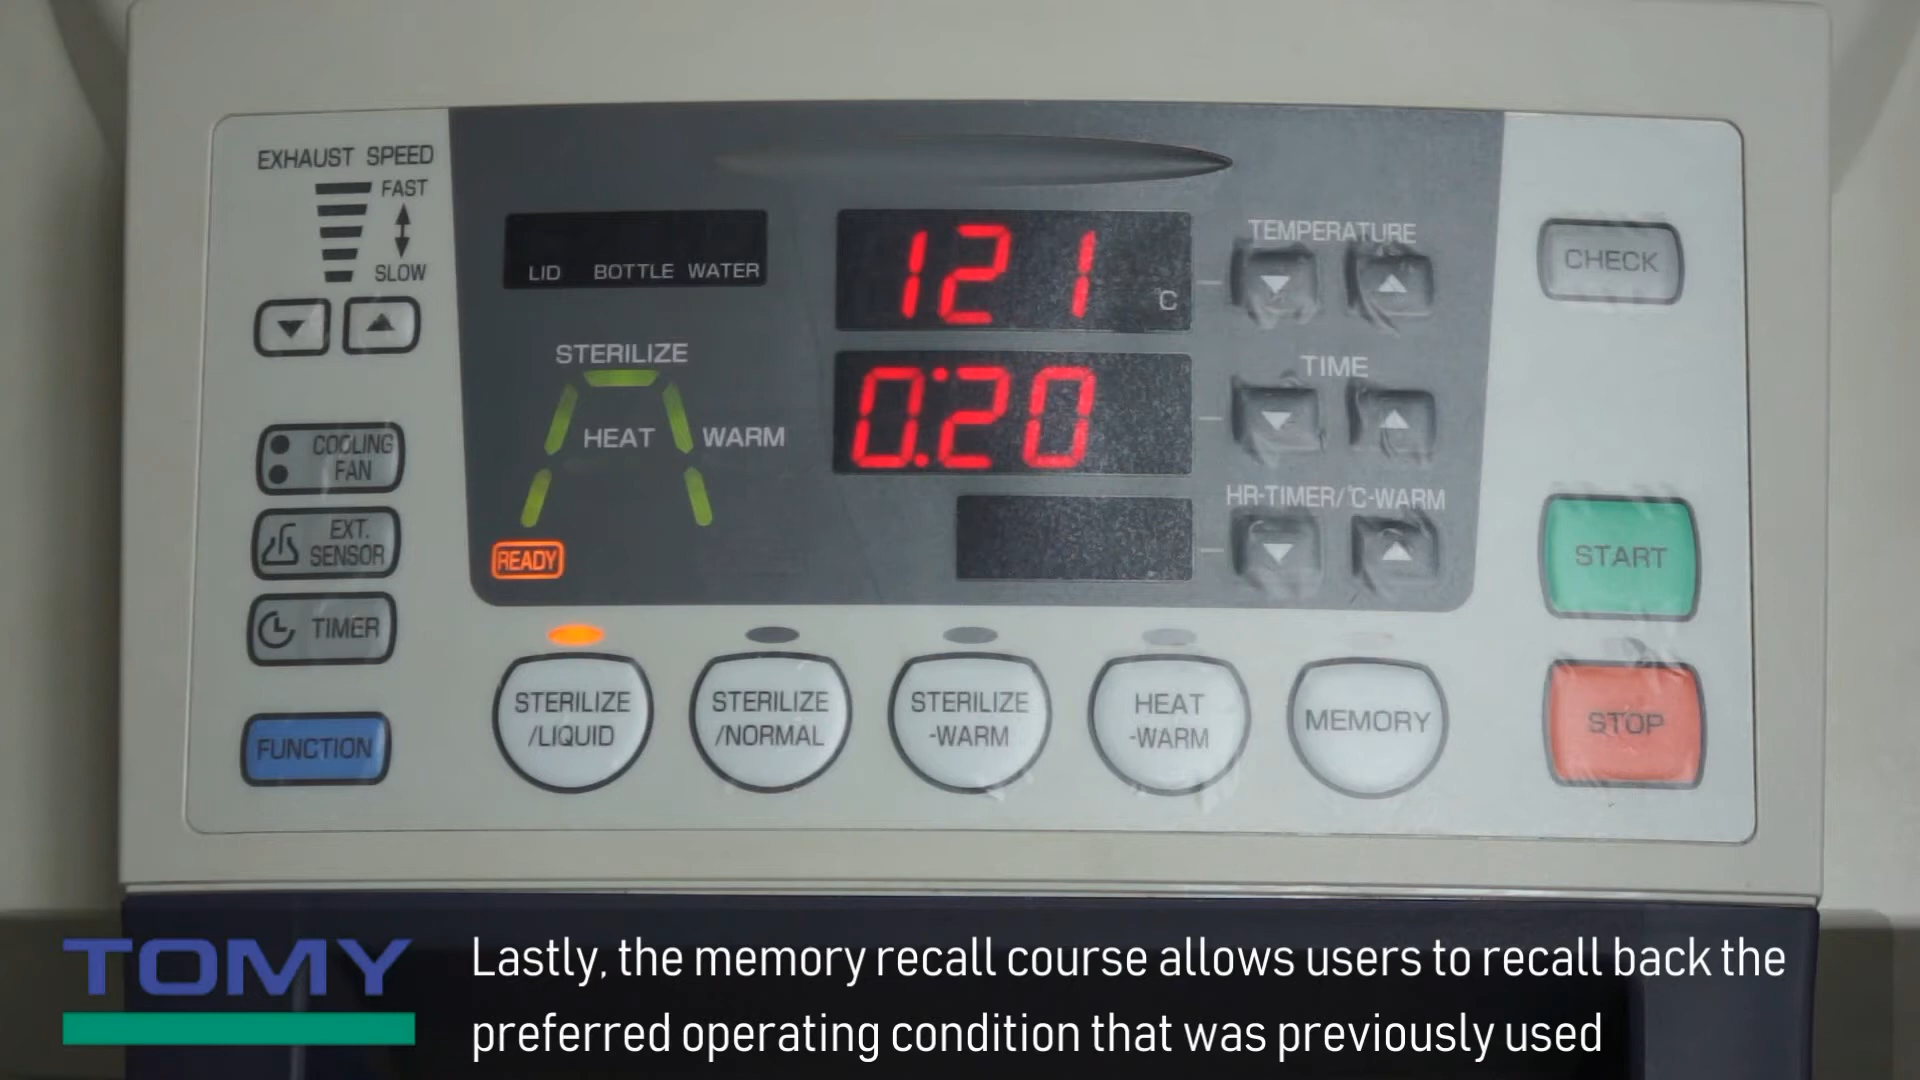 EXHAUST SPEED
FAST
SLOW
LID BOTTLE WATER
121 °C
TEMPERATURE
CHECK
STERILIZE
HEAT WARM
0:20
TIME
HR-TIMER/°C-WARM
READY
COOLING
FAN
EXT.
SENSOR
TIMER
FUNCTION
STERILIZE
/LIQUID
STERILIZE
/NORMAL
STERILIZE
-WARM
HEAT
-WARM
MEMORY
START
STOP
TOMY
Lastly, the memory recall course allows users to recall back the
preferred operating condition that was previously used